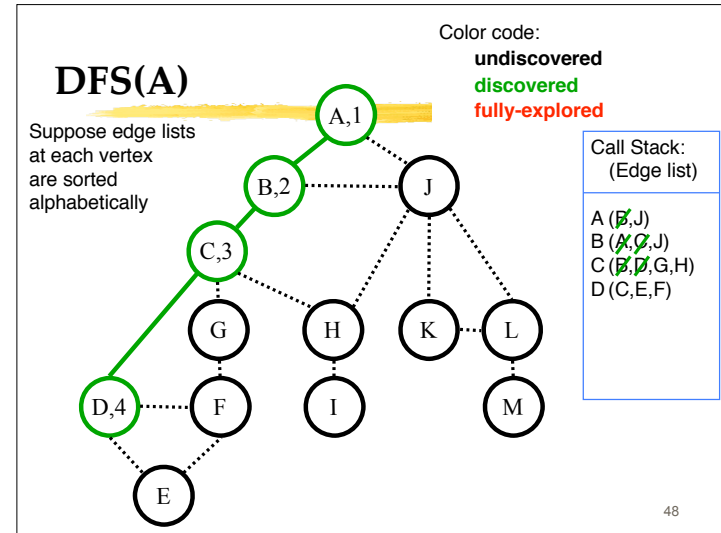 Color code:
undiscovered
discovered
fully-explored
DFS(A)
Suppose edge lists
at each vertex
are sorted
alphabetically
Call Stack:
(Edge list)
A (B,J)
B (A,C,J)
C (B,D,G,H)
D (C,E,F)
A,1
B,2
J
C,3
G
H
K
L
D,4
F
I
M
E
48